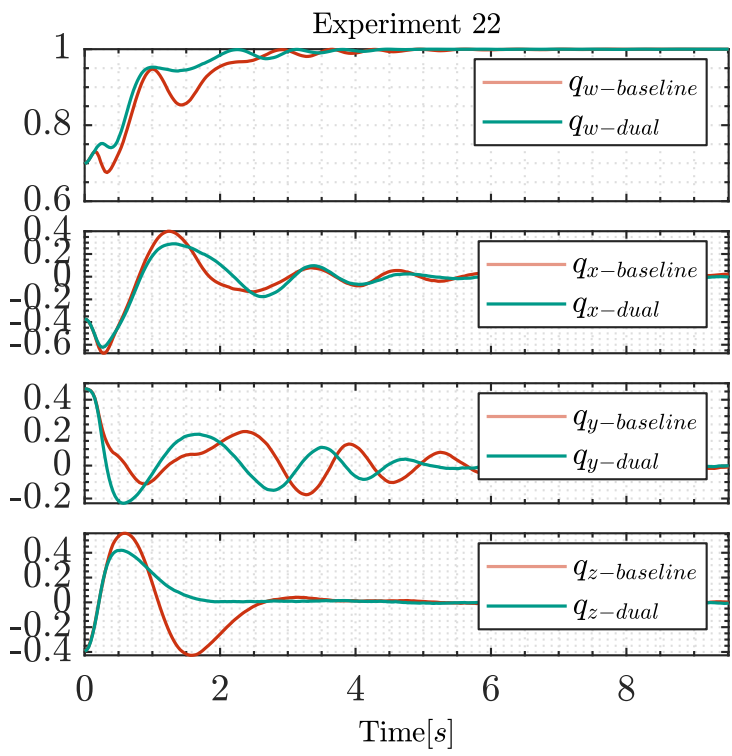 Experiment 22
1
0.8
0.6
q_{w-baseline}
q_{w-dual}
0.4
0.2
0
-0.2
-0.4
-0.6
q_{x-baseline}
q_{x-dual}
0.4
0.2
0
-0.2
q_{y-baseline}
q_{y-dual}
0.4
0.2
0
-0.2
-0.4
q_{z-baseline}
q_{z-dual}
0 2 4 6 8
Time[s]